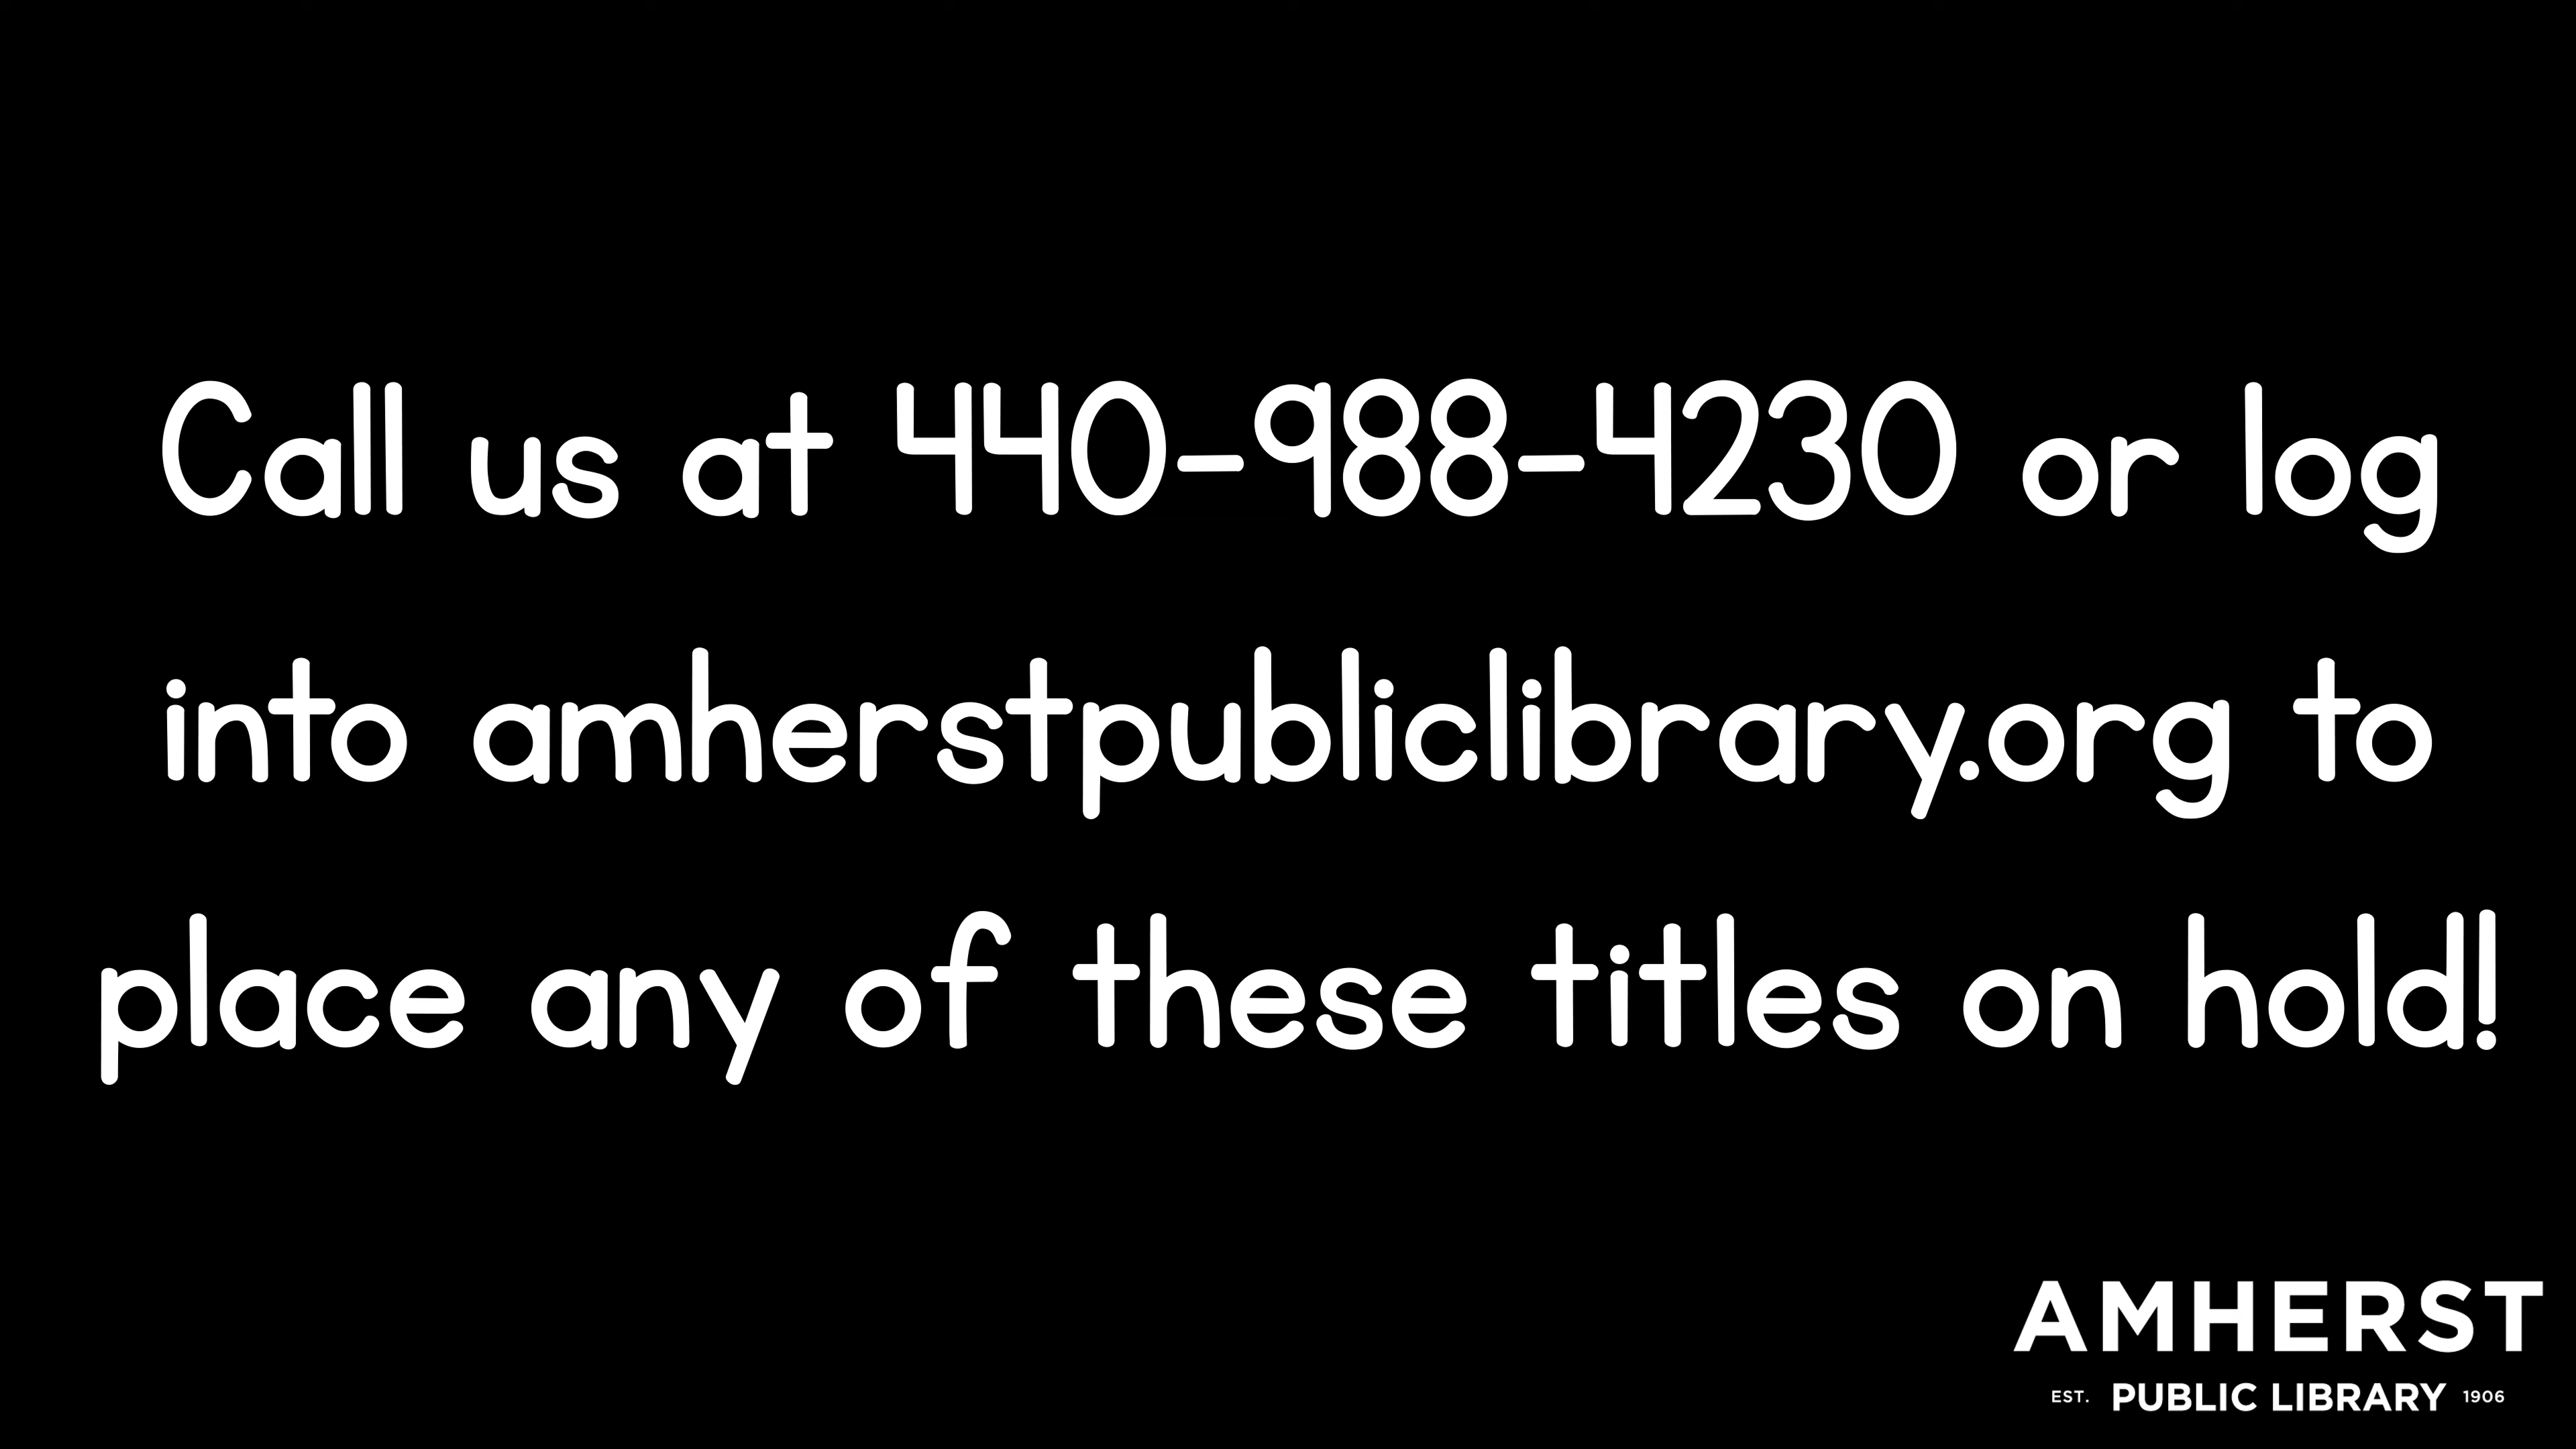 Call us at 440-988-4230 or log
into amherstpubliclibrary.org to
place any of these titles on hold!
AMHERST
EST. PUBLIC LIBRARY 1906